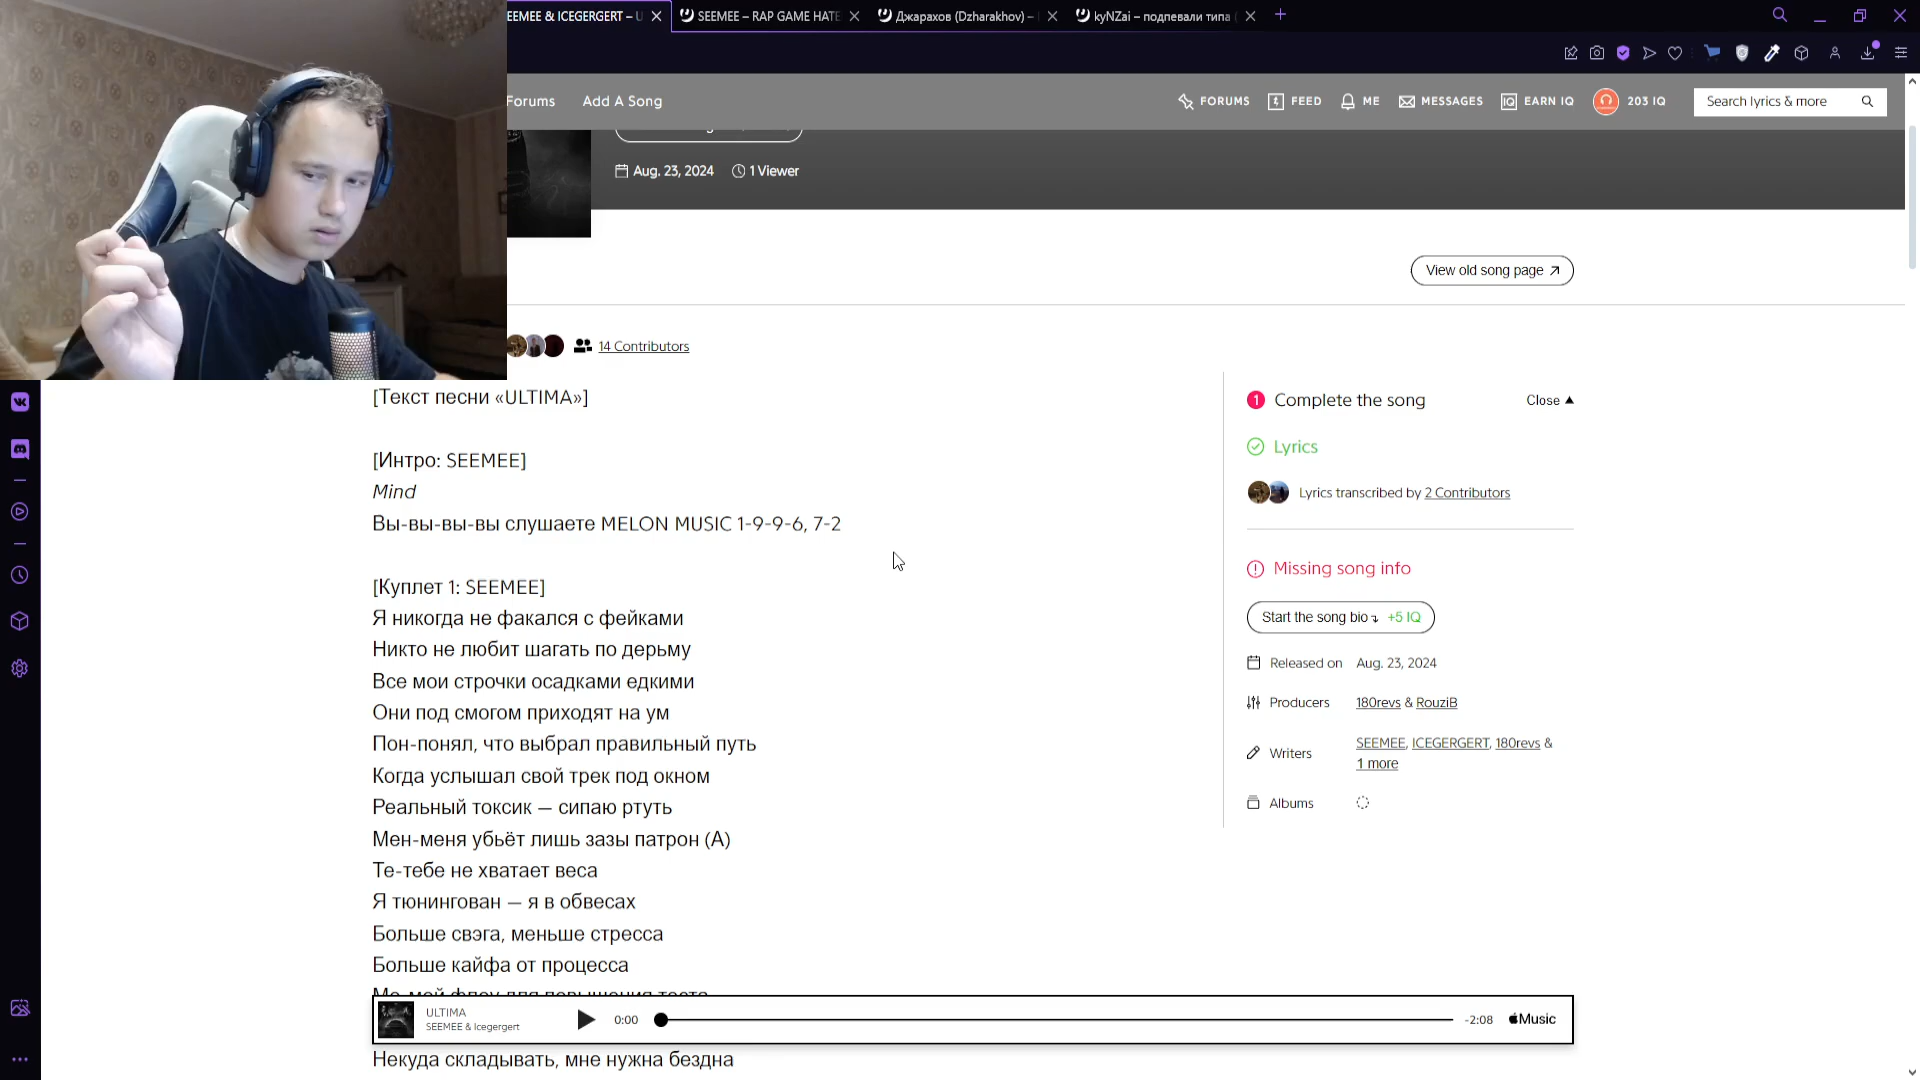 EEMEE & ICEGERGERT – U
SEEMEE – RAP GAME HATE
Джарахов (Dzharakhov) –
kyNZai – подпевали типа (
Forums
Add A Song
FORUMS
FEED
ME
MESSAGES
EARN IQ
203 IQ
Search lyrics & more
Aug. 23, 2024
1 Viewer
View old song page
14 Contributors
[Текст песни «ULTIMA»]
[Интро: SEEMEE]
Mind
Вы-вы-вы-вы слушаете MELON MUSIC 1-9-9-6, 7-2
[Куплет 1: SEEMEE]
Я никогда не факался с фейками
Никто не любит шагать по дерьму
Все мои строчки осадками едкими
Они под смогом приходят на ум
Пон-понял, что выбрал правильный путь
Когда услышал свой трек под окном
Реальный токсик — сипаю ртуть
Мен-меня убьёт лишь зазы патрон (А)
Те-тебе не хватает веса
Я тюнингован — я в обвесах
Больше свэга, меньше стресса
Больше кайфа от процесса
Некуда складывать, мне нужна бездна
1 Complete the song
Close
Lyrics
Lyrics transcribed by 2 Contributors
Missing song info
Start the song bio +5 IQ
Released on Aug. 23, 2024
Producers 180revs & RouziB
Writers SEEMEE, ICEGERGERT, 180revs &
1 more
Albums
ULTIMA
SEEMEE & Icegergert
0:00
-2:08
Music